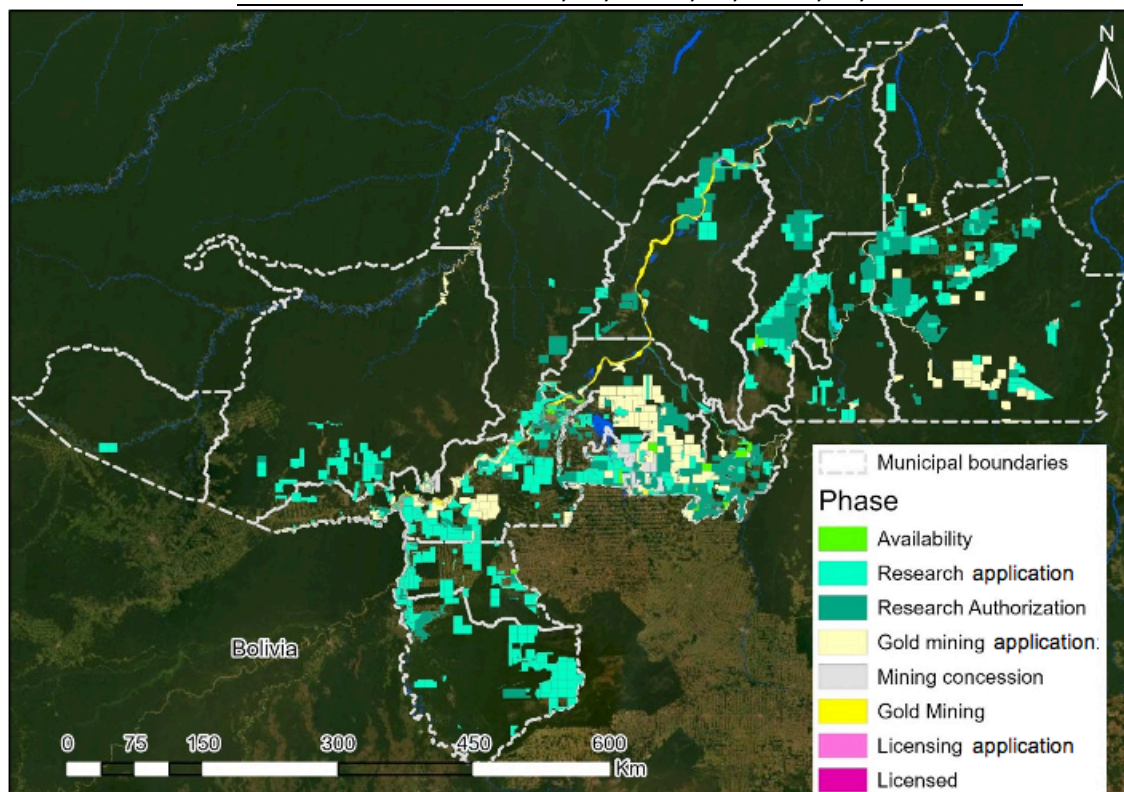 N
Municipal boundaries
Phase
Availability
Research application
Research Authorization
Gold mining application:
Mining concession
Gold Mining
Licensing application
Licensed
Bolivia
0 75 150 300 450 600
Km